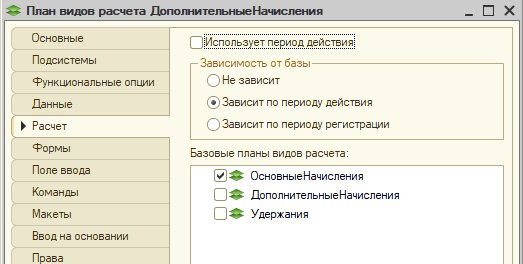 План видов расчета ДополнительныеНачисления
Основные
Подсистемы
Функциональные опции
Данные
Расчет
Формы
Поле ввода
Команды
Макеты
Ввод на основании
Права
Использует период действия
Зависимость от базы
Не зависит
Зависит по периоду действия
Зависит по периоду регистрации
Базовые планы видов расчета:
ОсновныеНачисления
ДополнительныеНачисления
Удержания